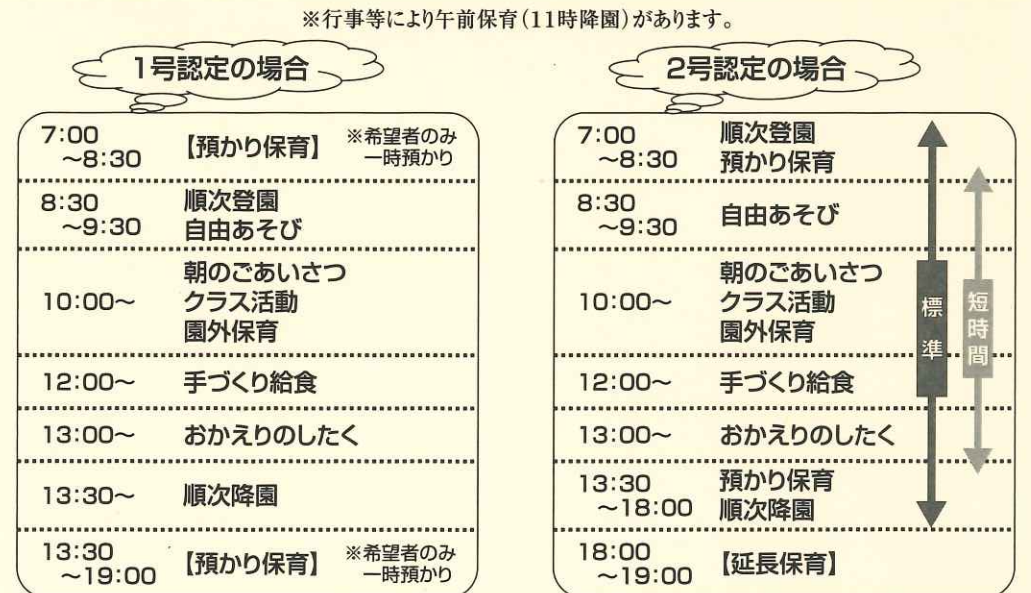 ※行事等により午前保育(11時降園)があります。
1号認定の場合
7:00
~8:30
【預かり保育】
※希望者のみ
一時預かり
8:30
~9:30
順次登園
自由あそび
10:00~
朝のごあいさつ
クラス活動
園外保育
12:00~
手づくり給食
13:00~
おかえりのしたく
13:30~
順次降園
13:30
~19:00
【預かり保育】
※希望者のみ
一時預かり
2号認定の場合
7:00
~8:30
順次登園
預かり保育
8:30
~9:30
自由あそび
10:00~
朝のごあいさつ
クラス活動
園外保育
12:00~
手づくり給食
13:00~
おかえりのしたく
13:30
~18:00
預かり保育
順次降園
18:00
~19:00
【延長保育】
標準
短時間